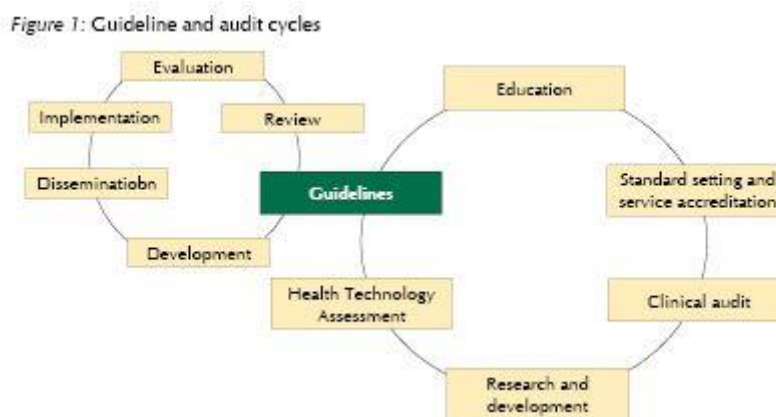 Figure 1: Guideline and audit cycles
Evaluation
Education
Implementation
Review
Disseminatiobn
Guidelines
Standard setting and
service accreditation
Development
Health Technology
Assessment
Clinical audit
Research and
development